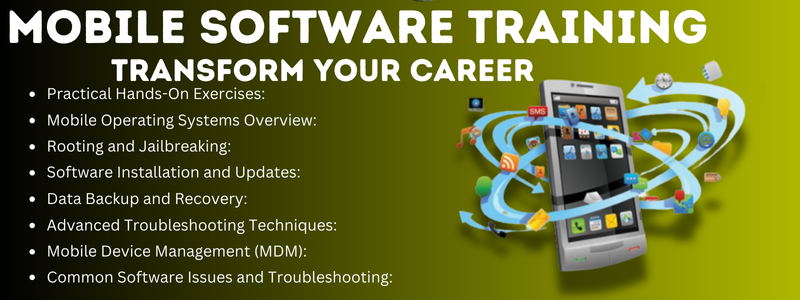 MOBILE SOFTWARE TRAINING
TRANSFORM YOUR CAREER
• Practical Hands-On Exercises:
• Mobile Operating Systems Overview:
• Rooting and Jailbreaking:
• Software Installation and Updates:
• Data Backup and Recovery:
• Advanced Troubleshooting Techniques:
• Mobile Device Management (MDM):
• Common Software Issues and Troubleshooting:
SMS